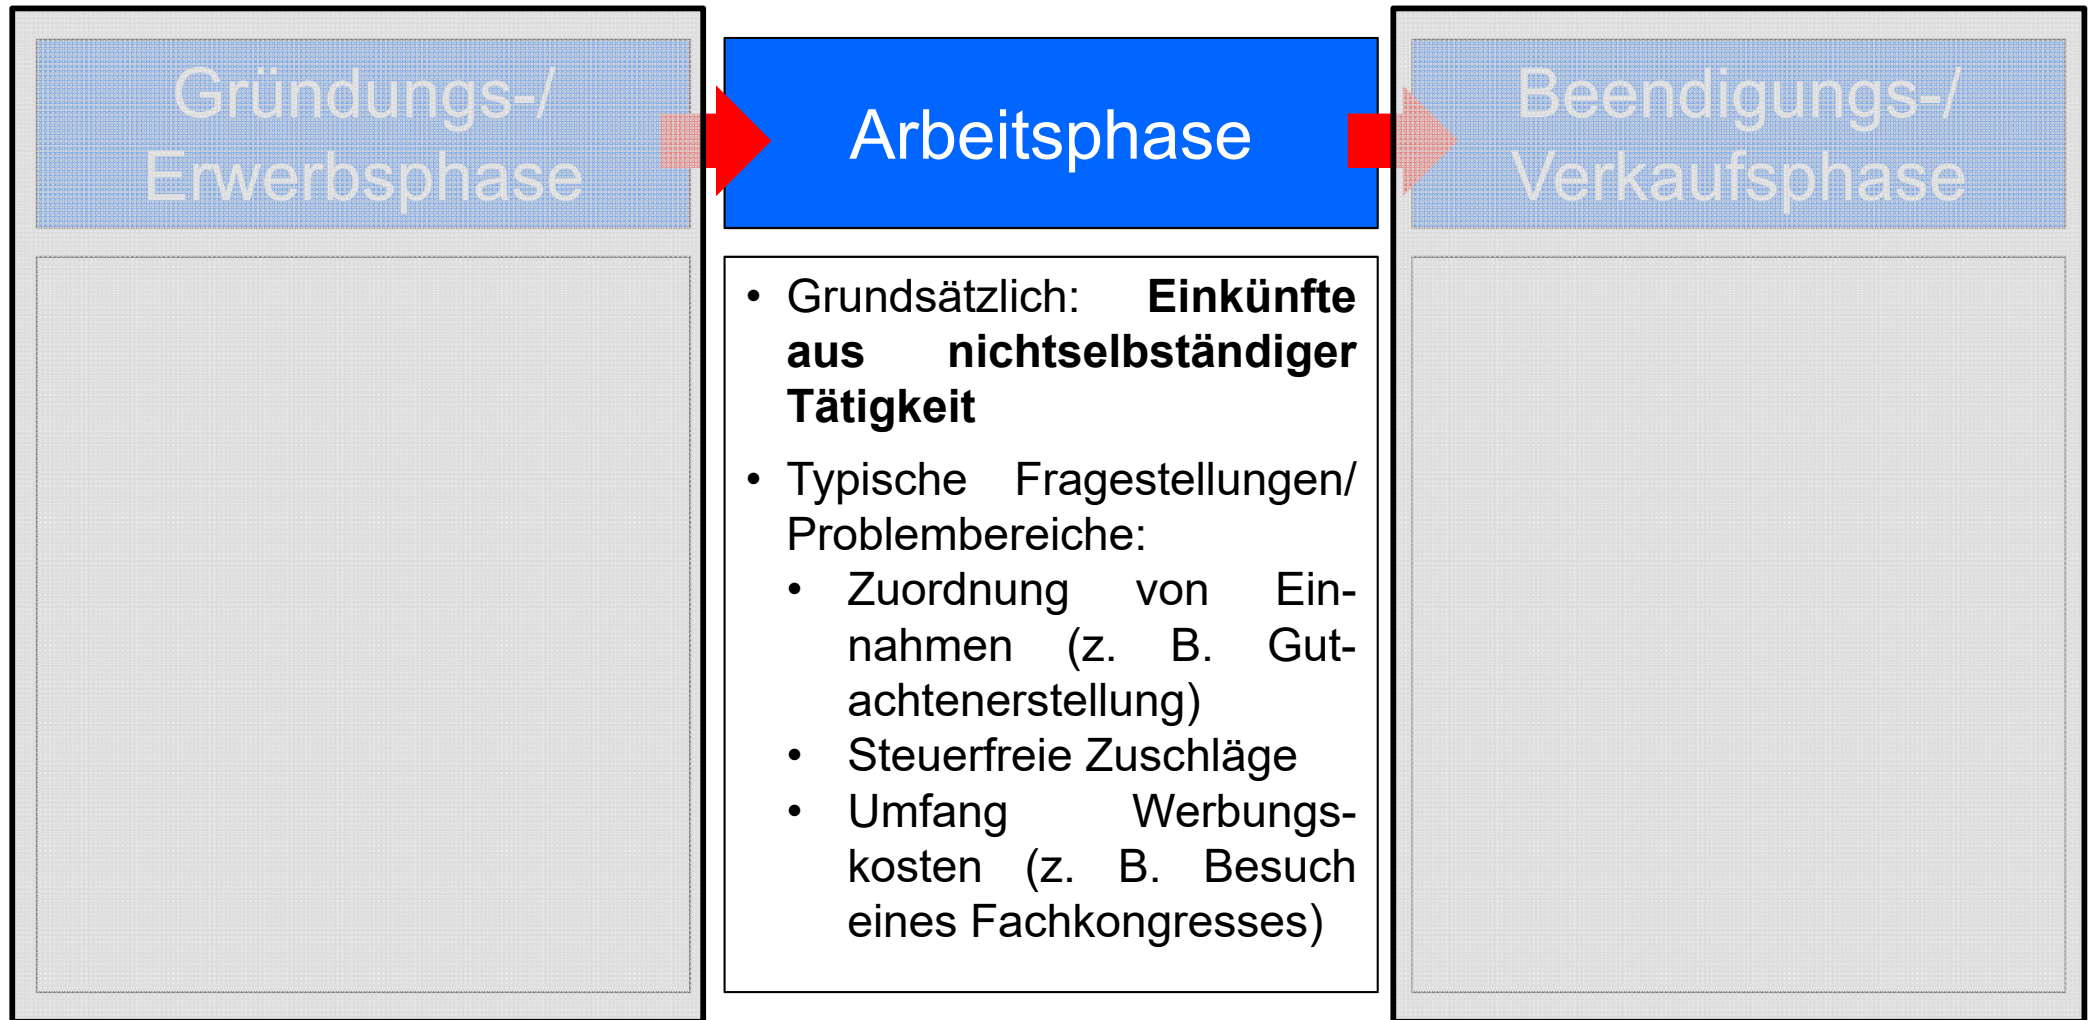 Gründungs-/
Erwerbsphase
Arbeitsphase
Beendigungs-/
Verkaufsphase
• Grundsätzlich: Einkünfte
aus nichtselbständiger
Tätigkeit
• Typische Fragestellungen/
Problembereiche:
• Zuordnung von Ein-
nahmen (z. B. Gut-
achtenerstellung)
• Steuerfreie Zuschläge
• Umfang Werbungs-
kosten (z. B. Besuch
eines Fachkongresses)